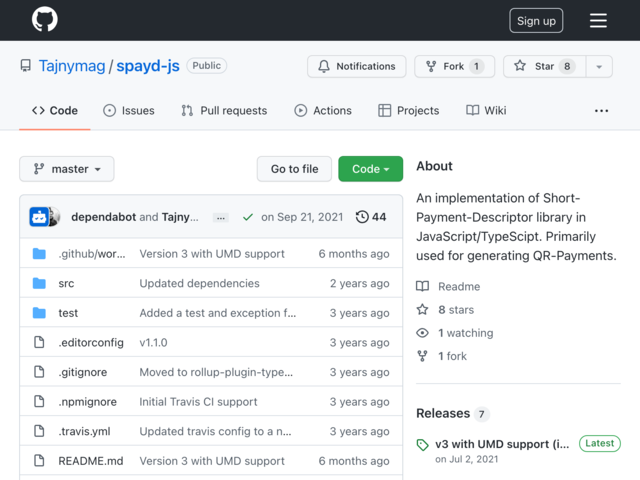 Sign up
Tajnymag / spayd-js Public
Notifications
Fork 1
Star 8
Code
Issues
Pull requests
Actions
Projects
Wiki
...
master
Go to file
Code
About
An implementation of Short-
Payment-Descriptor library in
JavaScript/TypeScipt. Primarily
used for generating QR-Payments.
Readme
8 stars
1 watching
1 fork
Releases 7
v3 with UMD support (i... Latest
on Jul 2, 2021
dependabot and Tajny... ... on Sep 21, 2021 44
.github/wor... Version 3 with UMD support 6 months ago
src Updated dependencies 2 years ago
test Added a test and exception f... 3 years ago
.editorconfig v1.1.0 3 years ago
.gitignore Moved to rollup-plugin-type... 3 years ago
.npmignore Initial Travis CI support 3 years ago
.travis.yml Updated travis config to a n... 3 years ago
README.md Version 3 with UMD support 6 months ago